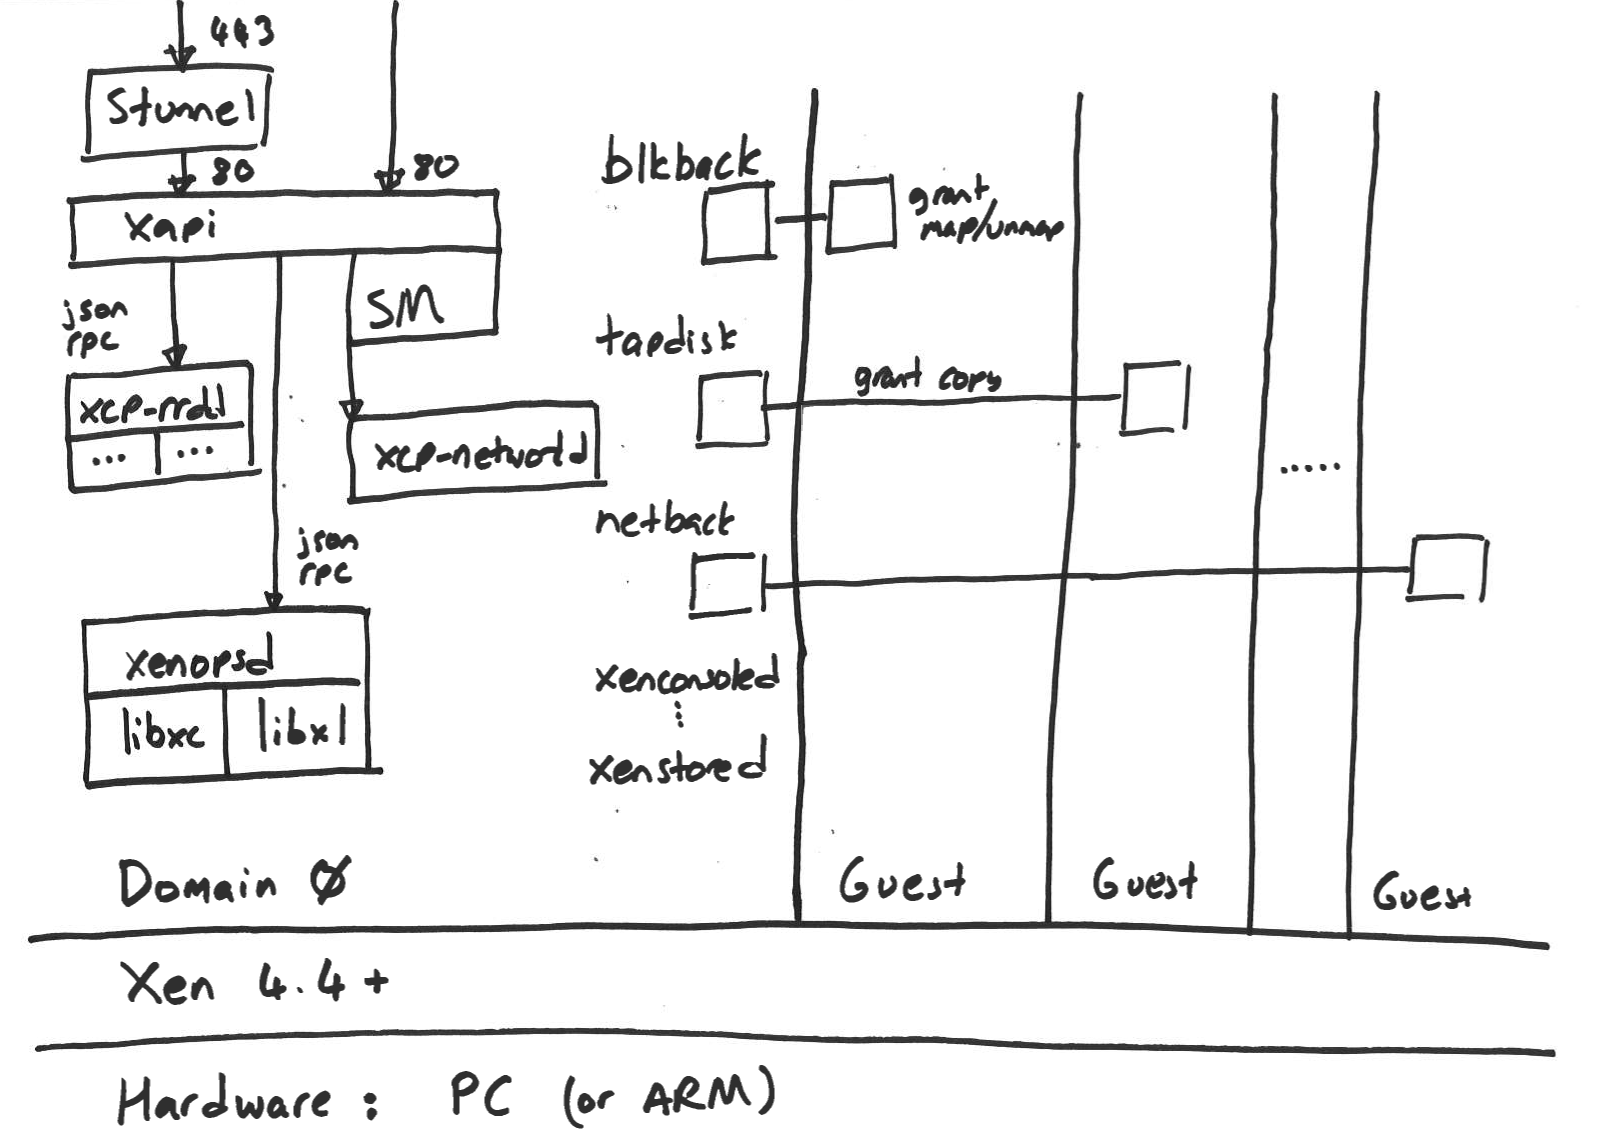 443
Stunnel
80
80
xapi
SM
json
rpc
xcp-rrdd
... ...
xcp-networkd
json
rpc
xenopsd
libxc
libxl
blkback
grant
map/unmap
tapdisk
grant copy
.....
netback
xenconsoled
xenstored
Domain 0
Guest
Guest
Guest
Xen 4.4+
Hardware: PC (or ARM)